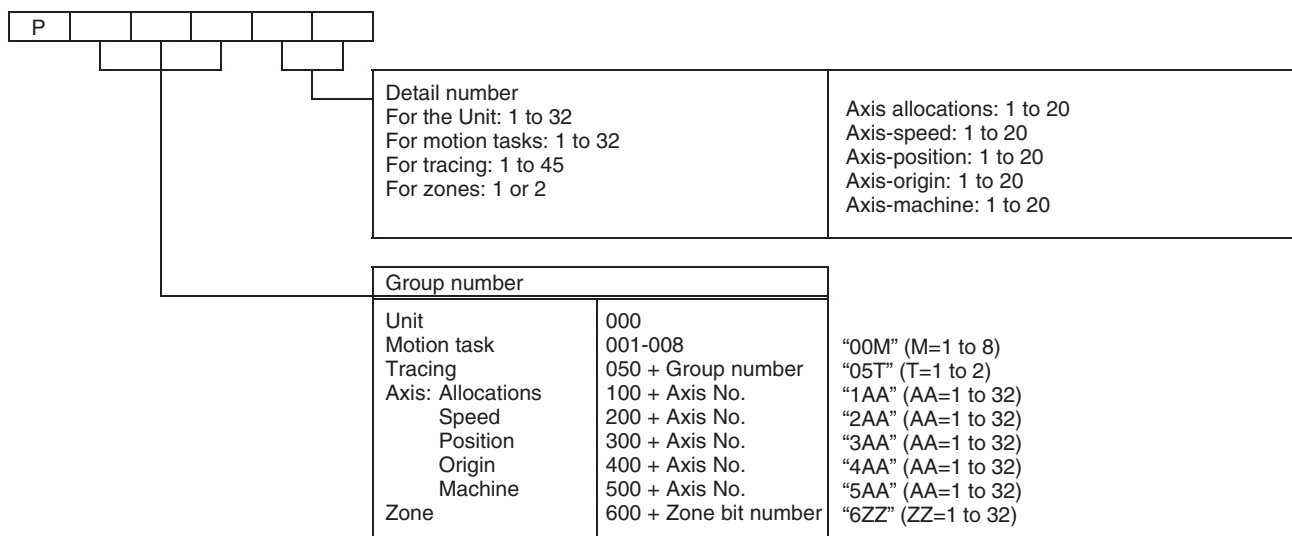 P
Detail number
For the Unit: 1 to 32
For motion tasks: 1 to 32
For tracing: 1 to 45
For zones: 1 or 2
Axis allocations: 1 to 20
Axis-speed: 1 to 20
Axis-position: 1 to 20
Axis-origin: 1 to 20
Axis-machine: 1 to 20
Group number
Unit 000
Motion task 001-008 “00M” (M=1 to 8)
Tracing 050 + Group number “05T” (T=1 to 2)
Axis: Allocations 100 + Axis No. “1AA” (AA=1 to 32)
Speed 200 + Axis No. “2AA” (AA=1 to 32)
Position 300 + Axis No. “3AA” (AA=1 to 32)
Origin 400 + Axis No. “4AA” (AA=1 to 32)
Machine 500 + Axis No. “5AA” (AA=1 to 32)
Zone 600 + Zone bit number “6ZZ” (ZZ=1 to 32)